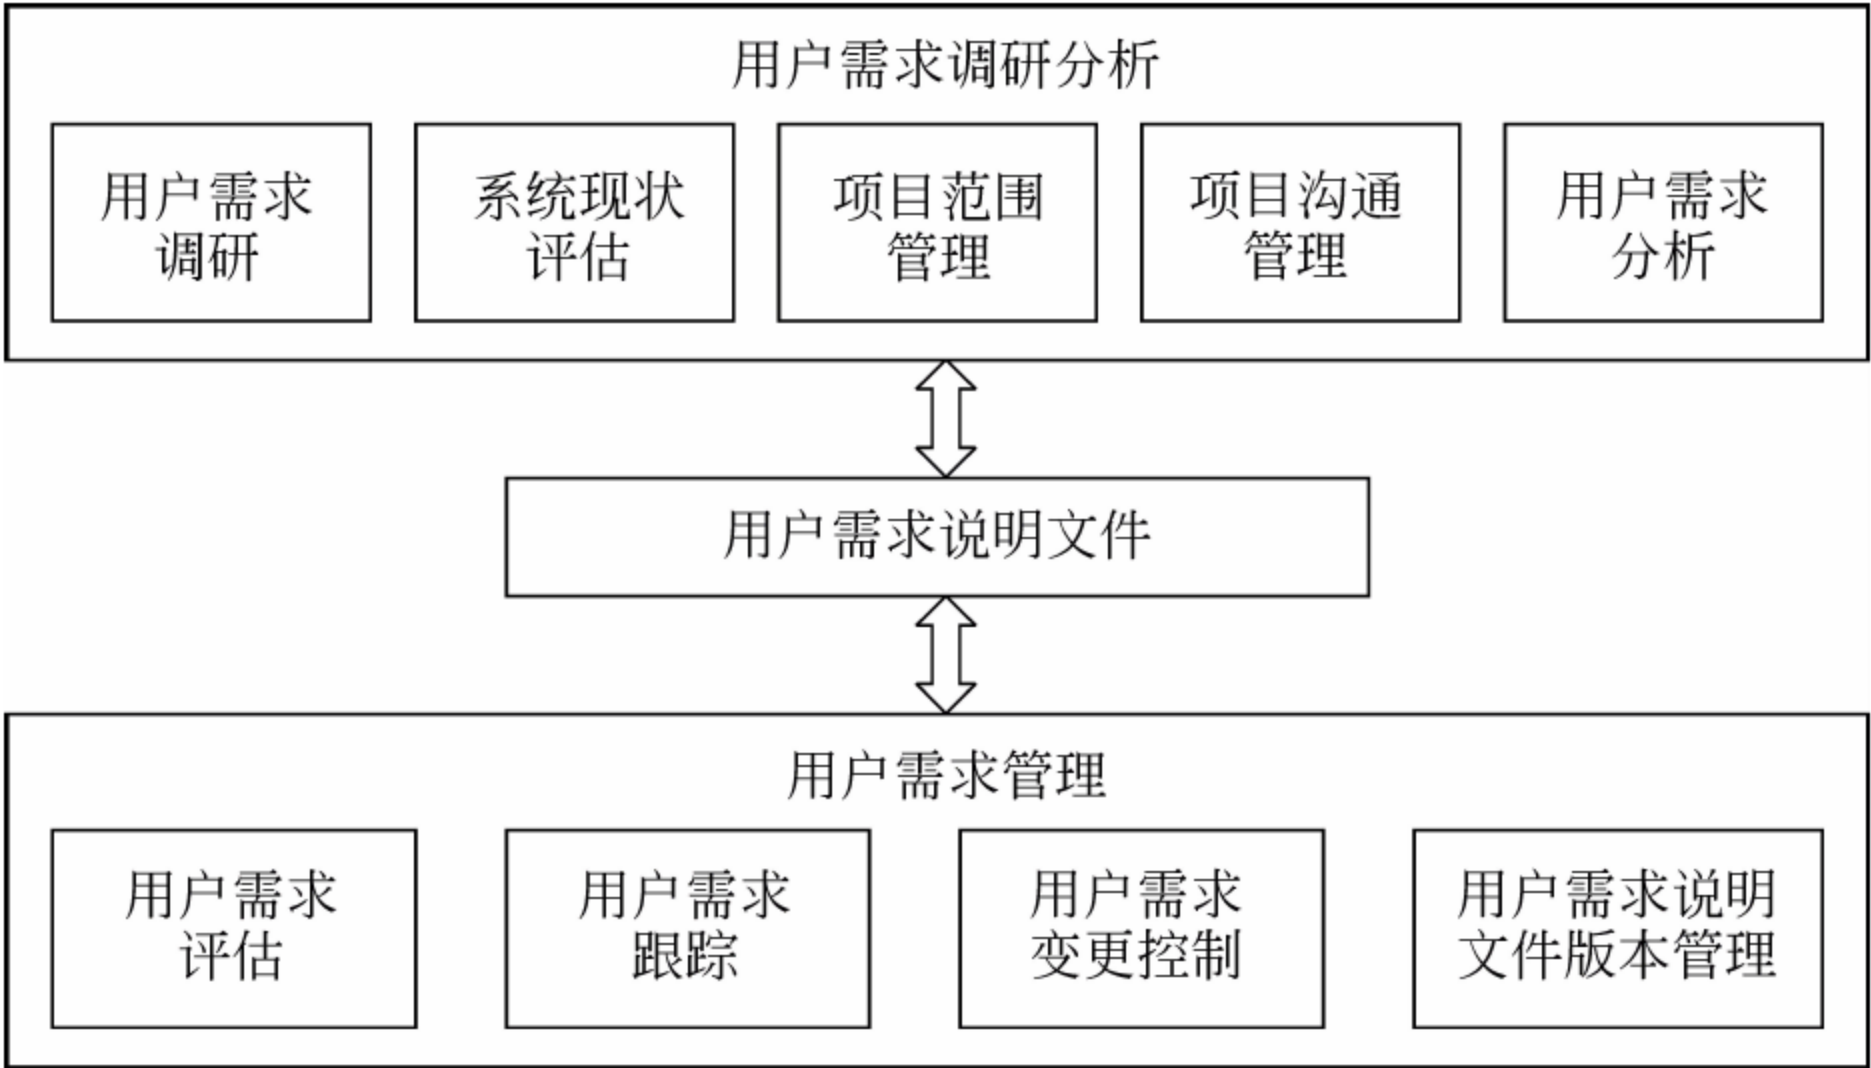 用户需求调研分析
用户需求
调研
系统现状
评估
项目范围
管理
项目沟通
管理
用户需求
分析
用户需求说明文件
用户需求管理
用户需求
评估
用户需求
跟踪
用户需求
变更控制
用户需求说明
文件版本管理